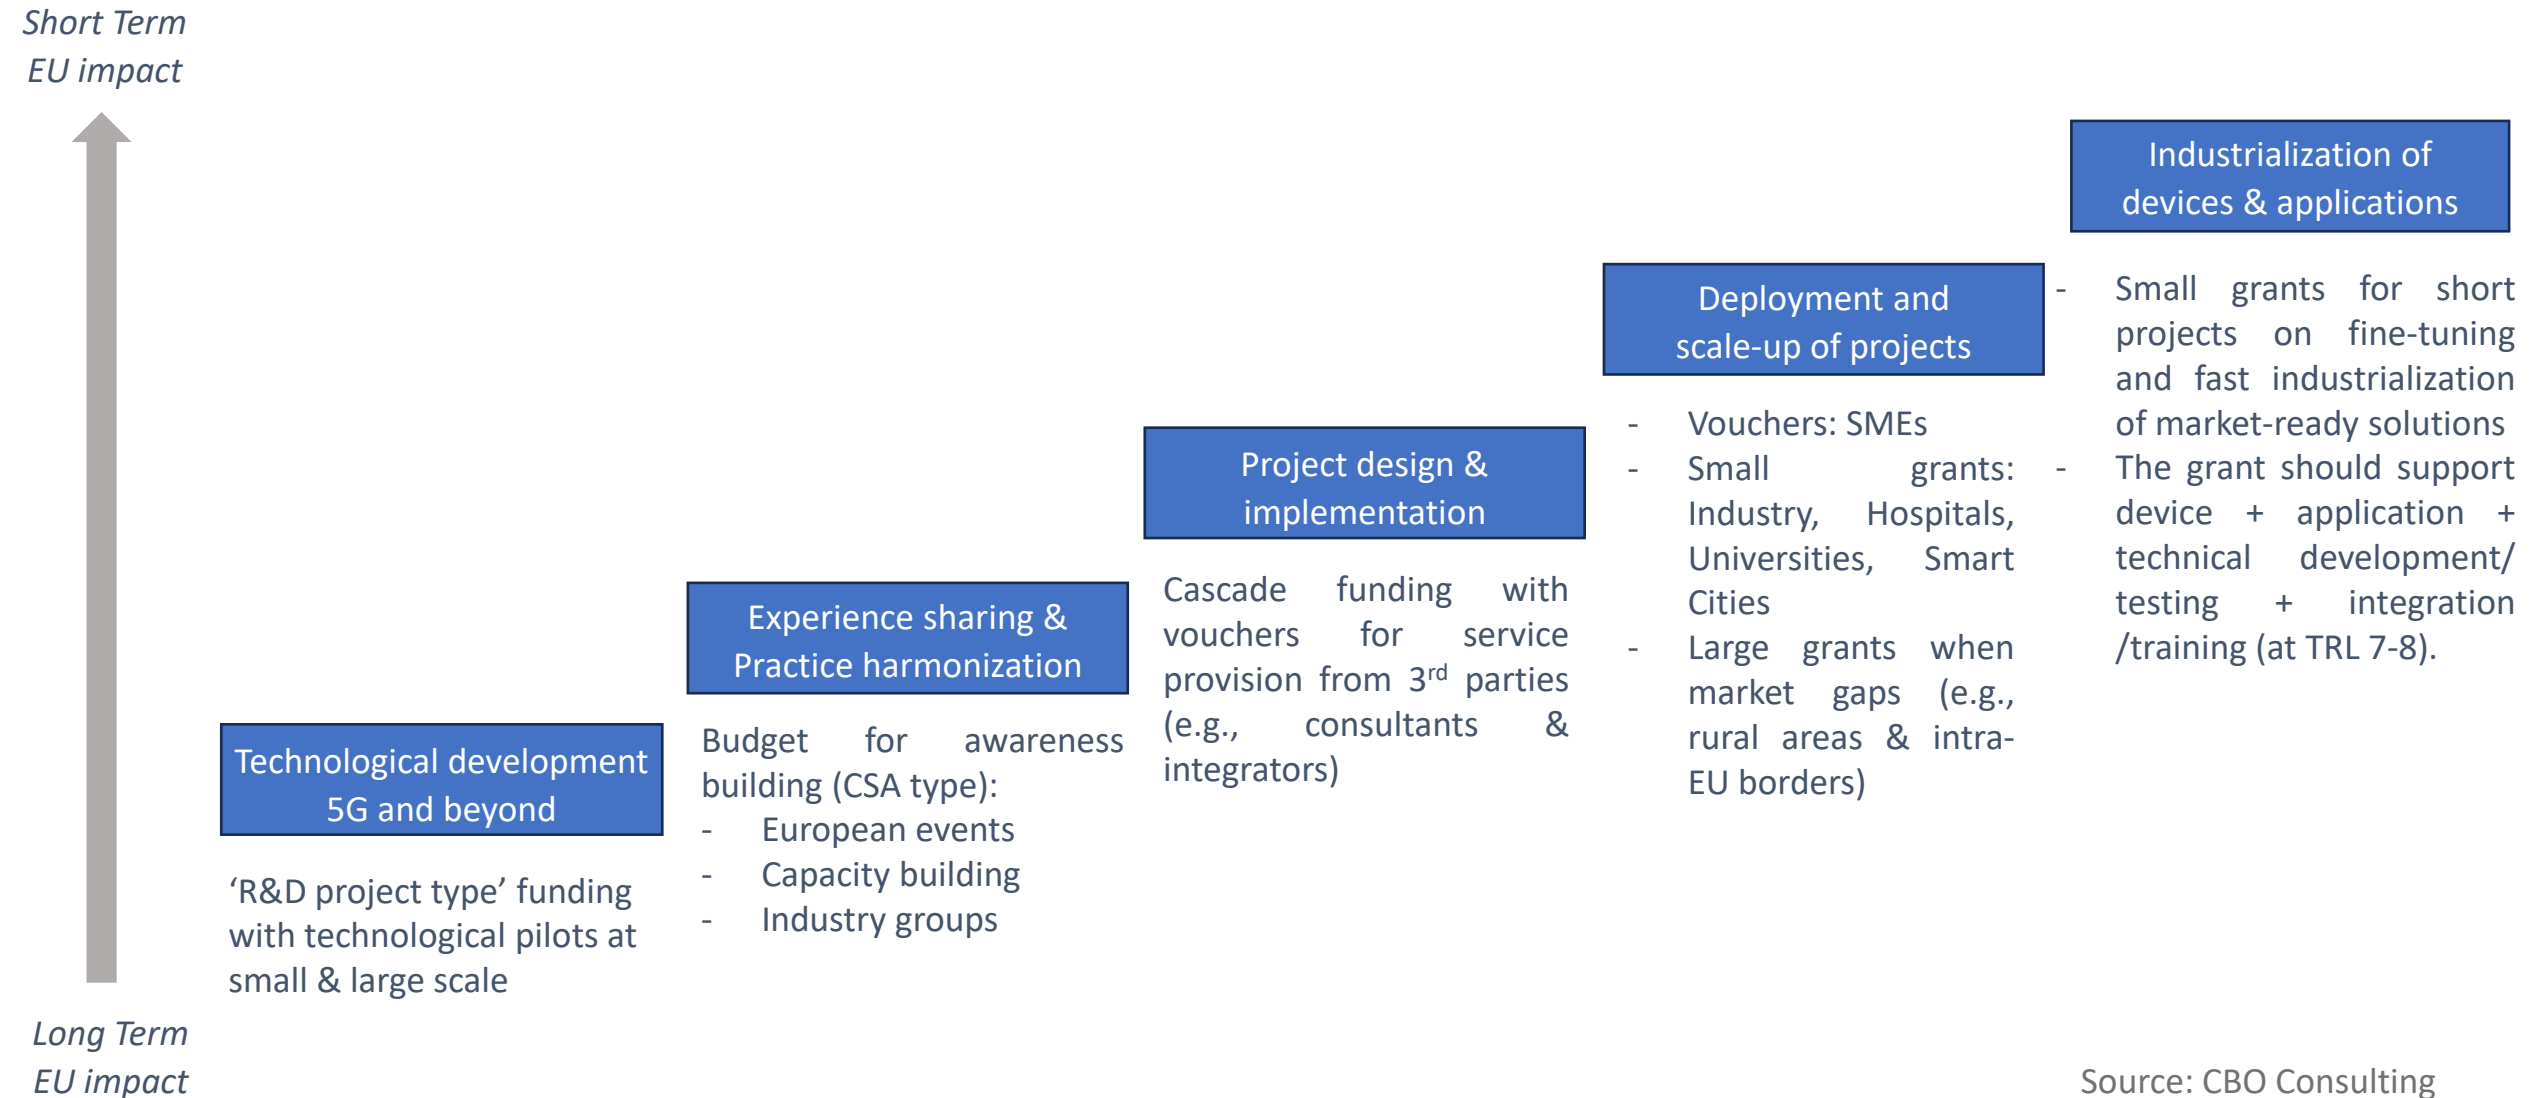 Short Term
EU impact
Long Term
EU impact
Technological development
5G and beyond
‘R&D project type’ funding
with technological pilots at
small & large scale
Experience sharing &
Practice harmonization
Budget for awareness
building (CSA type):
- European events
- Capacity building
- Industry groups
Project design &
implementation
Cascade funding with
vouchers for service
provision from 3rd parties
(e.g., consultants &
integrators)
Deployment and
scale-up of projects
- Vouchers: SMEs
- Small grants:
Industry, Hospitals,
Universities, Smart
Cities
- Large grants when
market gaps (e.g.,
rural areas & intra-
EU borders)
Industrialization of
devices & applications
- Small grants for short
projects on fine-tuning
and fast industrialization
of market-ready solutions
- The grant should support
device + application +
technical development/
testing + integration
/training (at TRL 7-8).
Source: CBO Consulting